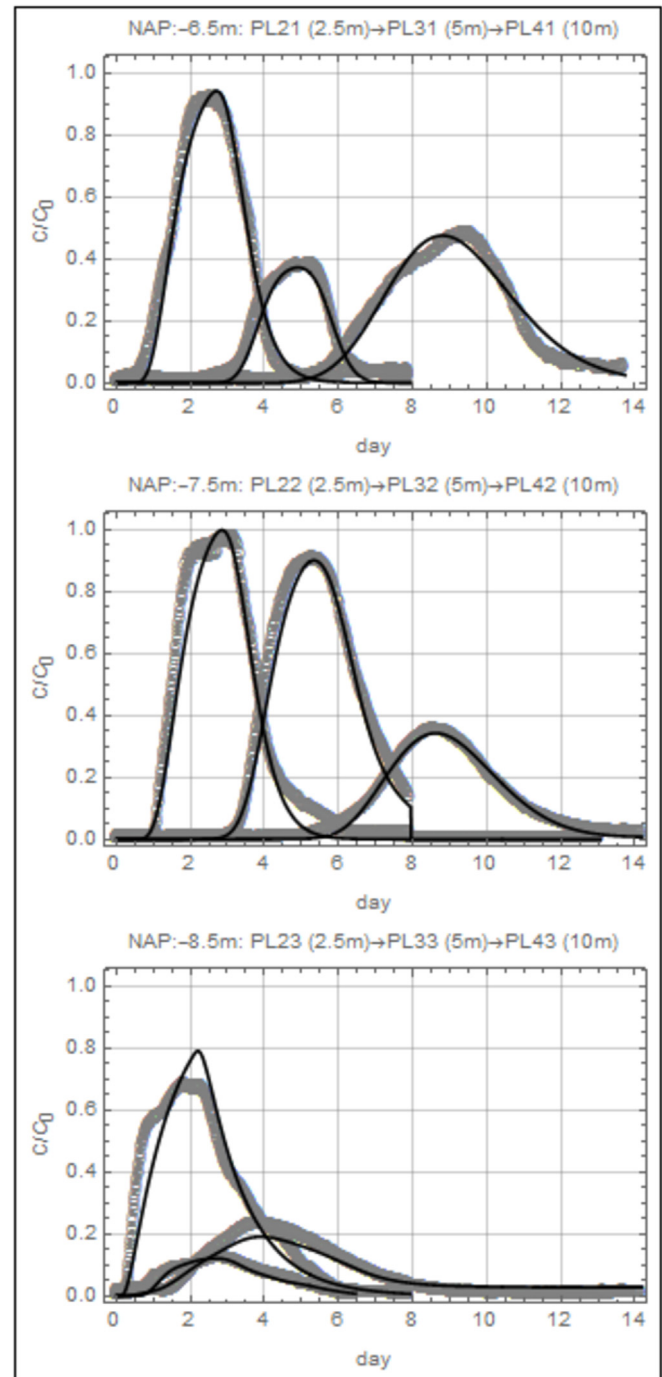 NAP:−6.5m: PL21 (2.5m)→PL31 (5m)→PL41 (10m)
1.0
0.8
0.6
0.4
0.2
0.0
C/C0
0 2 4 6 8 10 12 14
day
NAP:−7.5m: PL22 (2.5m)→PL32 (5m)→PL42 (10m)
1.0
0.8
0.6
0.4
0.2
0.0
C/C0
0 2 4 6 8 10 12 14
day
NAP:−8.5m: PL23 (2.5m)→PL33 (5m)→PL43 (10m)
1.0
0.8
0.6
0.4
0.2
0.0
C/C0
0 2 4 6 8 10 12 14
day